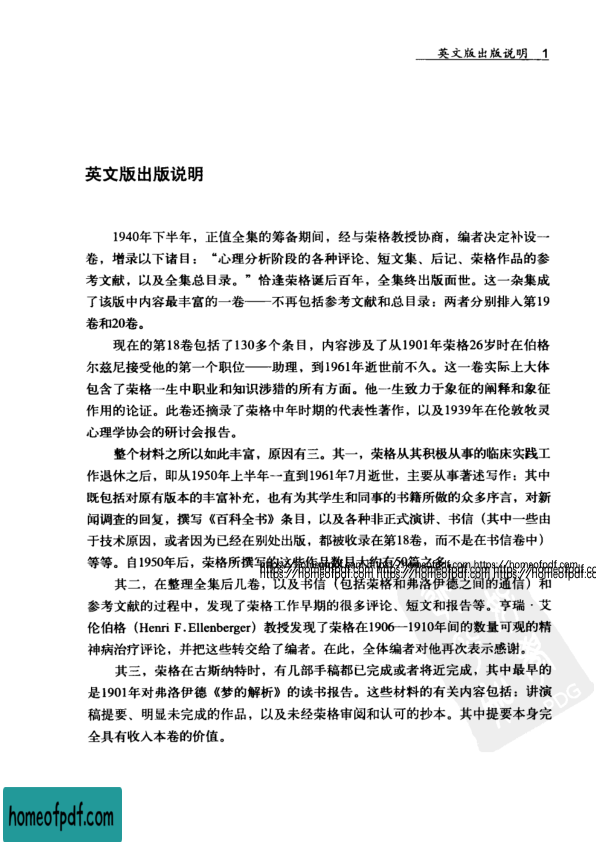 英文版出版说明 1
英文版出版说明
1940年下半年，正值全集的筹备期间，经与荣格教授协商，编者决定补设一
卷，增录以下诸目：“心理分析阶段的各种评论、短文集、后记、荣格作品的参
考文献，以及全集总目录。”恰逢荣格诞后百年，全集终出版面世。这一杂集成
了该版中内容最丰富的一卷——不再包括参考文献和总目录：两者分别排入第19
卷和20卷。
现在的第18卷包括了130多个条目，内容涉及了从1901年荣格26岁时在伯格
尔兹尼接受他的第一个职位——助理，到1961年逝世前不久。这一卷实际上大体
包含了荣格一生中职业和知识涉猎的所有方面。他一生致力于象征的阐释和象征
作用的论证。此卷还摘录了荣格中年时期的代表性著作，以及1939年在伦敦牧灵
心理学协会的研讨会报告。
整个材料之所以如此丰富，原因有三。其一，荣格从其积极从事的临床实践工
作退休之后，即从1950年上半年一直到1961年7月逝世，主要从事著述写作：其中
既包括对原有版本的丰富补充，也有为其学生和同事的书籍所做的众多序言，对新
闻调查的回复，撰写《百科全书》条目，以及各种非正式演讲、书信（其中一些由
于技术原因，或者因为已经在别处出版，都被收录在第18卷，而不是在书信卷中）
等等。自1950年后，荣格所撰写的这些作品数目大约有50篇之多。
https://homeofpdf.com https://homeofpdf.com https://homeofpdf.com
https://homeofpdf.com https://homeofpdf.com https://homeofpdf.co
其二，在整理全集后几卷，以及书信（包括荣格和弗洛伊德之间的通信）和
参考文献的过程中，发现了荣格工作早期的很多评论、短文和报告等。亨瑞·艾
伦伯格（Henri F.Ellenberger）教授发现了荣格在1906—1910年间的数量可观的精
神病治疗评论，并把这些转交给了编者。在此，全体编者对他再次表示感谢。
其三，荣格在古斯纳特时，有几部手稿都已完成或者将近完成，其中最早的
是1901年对弗洛伊德《梦的解析》的读书报告。这些材料的有关内容包括：讲演
稿提要、明显未完成的作品，以及未经荣格审阅和认可的抄本。其中提要本身完
全具有收入本卷的价值。
PDG
homeofpdf.com